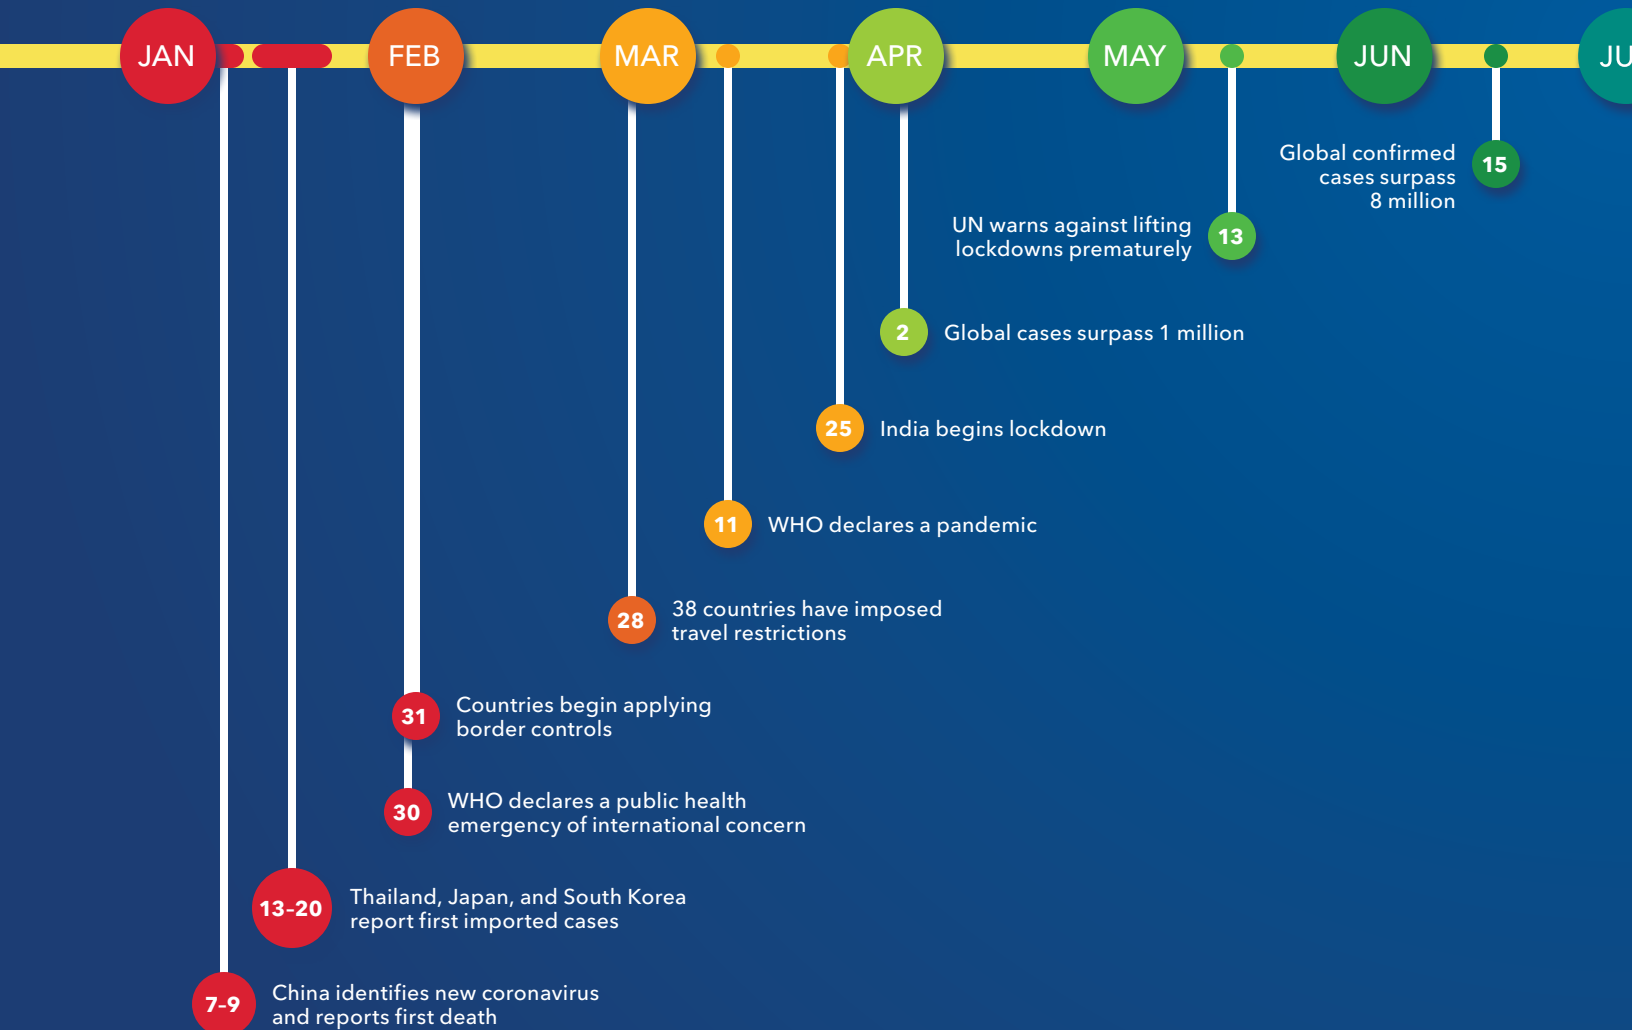 JAN
FEB
MAR
APR
MAY
JUN
JU
Global confirmed
cases surpass
8 million
15
UN warns against lifting
lockdowns prematurely
13
2
Global cases surpass 1 million
25
India begins lockdown
11
WHO declares a pandemic
28
38 countries have imposed
travel restrictions
31
Countries begin applying
border controls
30
WHO declares a public health
emergency of international concern
13–20
Thailand, Japan, and South Korea
report first imported cases
7–9
China identifies new coronavirus
and reports first death